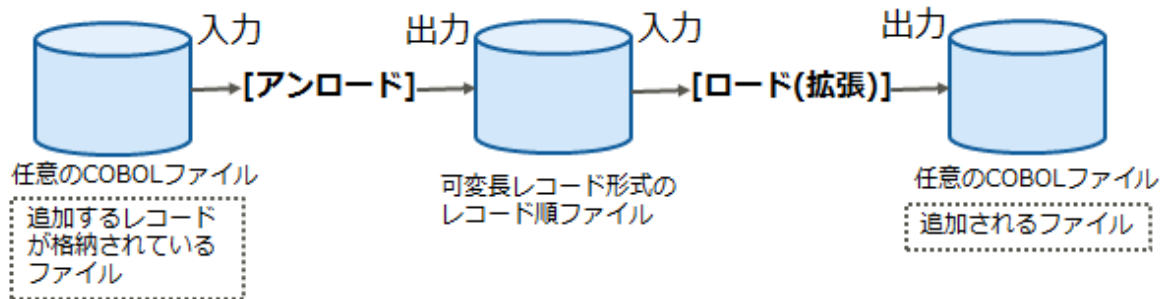 入力
出力
入力
出力
[アンロード]
[ロード(拡張)]
任意のCOBOLファイル
追加するレコード
が格納されている
ファイル
可変長レコード形式の
レコード順ファイル
任意のCOBOLファイル
追加されるファイル